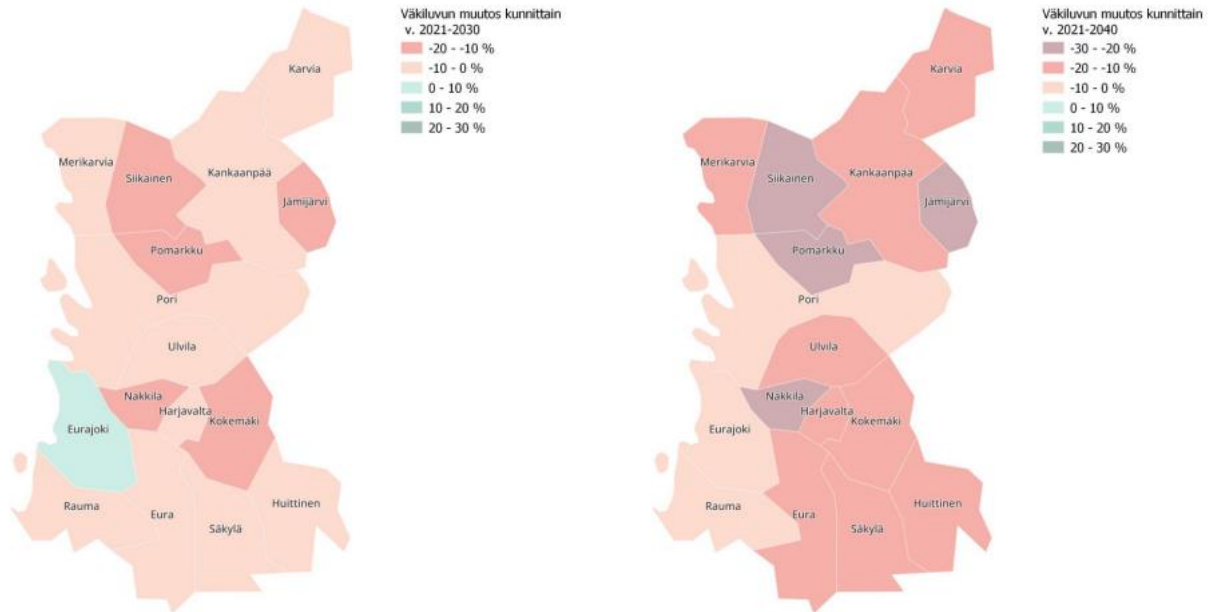 Väkiluvun muutos kunnittain
v. 2021-2030
-20 - -10 %
-10 - 0 %
0 - 10 %
10 - 20 %
20 - 30 %
Karvia
Merikarvia
Siikainen
Kankaanpää
Jämijärvi
Pomarkku
Pori
Ulvila
Nakkila
Harjavalta
Kokemäki
Eurajoki
Rauma
Eura
Säkylä
Huittinen
Väkiluvun muutos kunnittain
v. 2021-2040
-30 - -20 %
-20 - -10 %
-10 - 0 %
0 - 10 %
10 - 20 %
20 - 30 %
Karvia
Merikarvia
Siikainen
Kankaanpää
Jämijärvi
Pomarkku
Pori
Ulvila
Nakkila
Harjavalta
Kokemäki
Eurajoki
Rauma
Eura
Säkylä
Huittinen